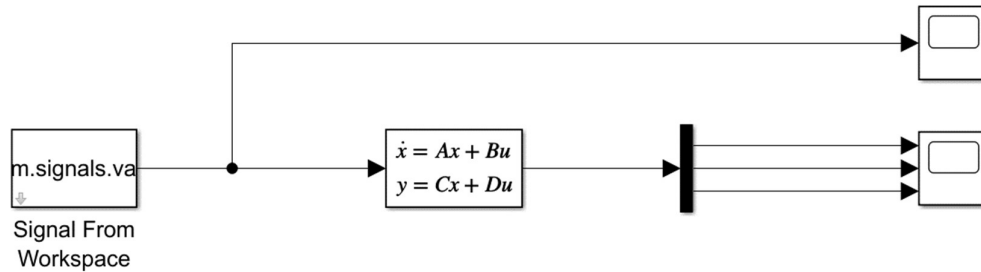 m.signals.va
ẋ = Ax + Bu
y = Cx + Du
Signal From
Workspace